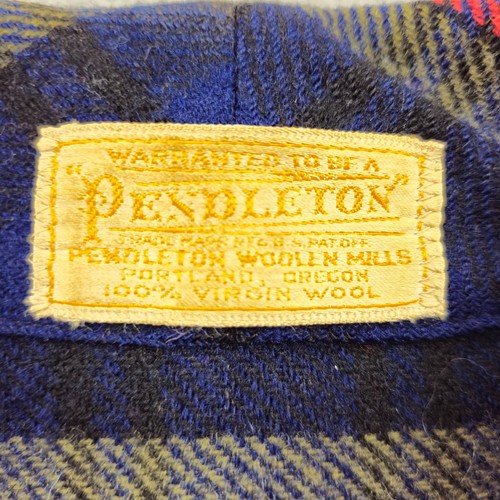 WARRANTED TO BE A
"PENDLETON"
TRADE MARK REG. U.S. PAT. OFF.
PENDLETON WOOLEN MILLS
PORTLAND, OREGON
100% VIRGIN WOOL